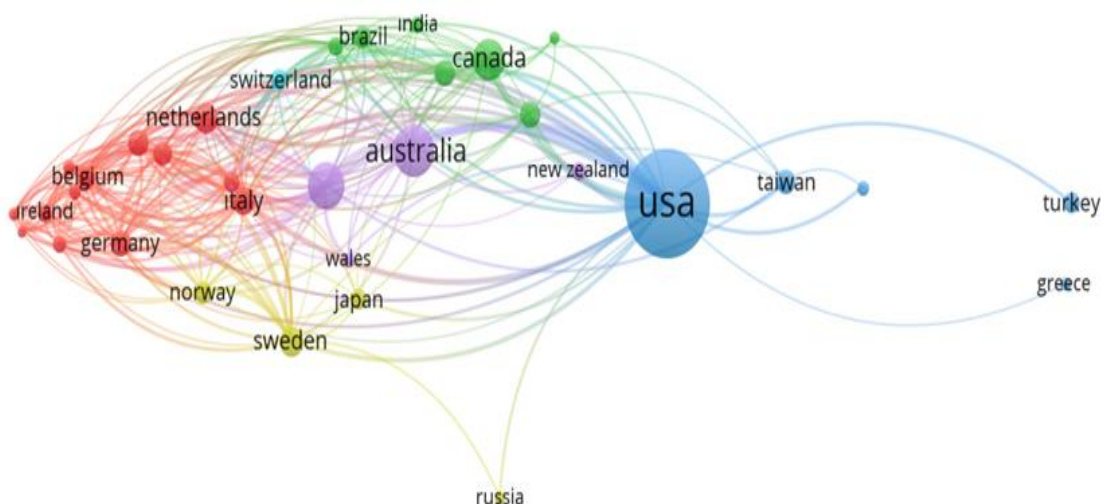 india
brazil
canada
switzerland
netherlands
australia
belgium
new zealand
taiwan
italy
usa
ireland
turkey
germany
wales
norway
japan
greece
sweden
russia